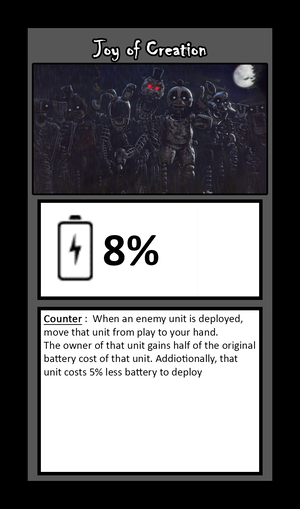 Joy of Creation
8%
Counter : When an enemy unit is deployed,
move that unit from play to your hand.
The owner of that unit gains half of the original
battery cost of that unit. Addiotionally, that
unit costs 5% less battery to deploy